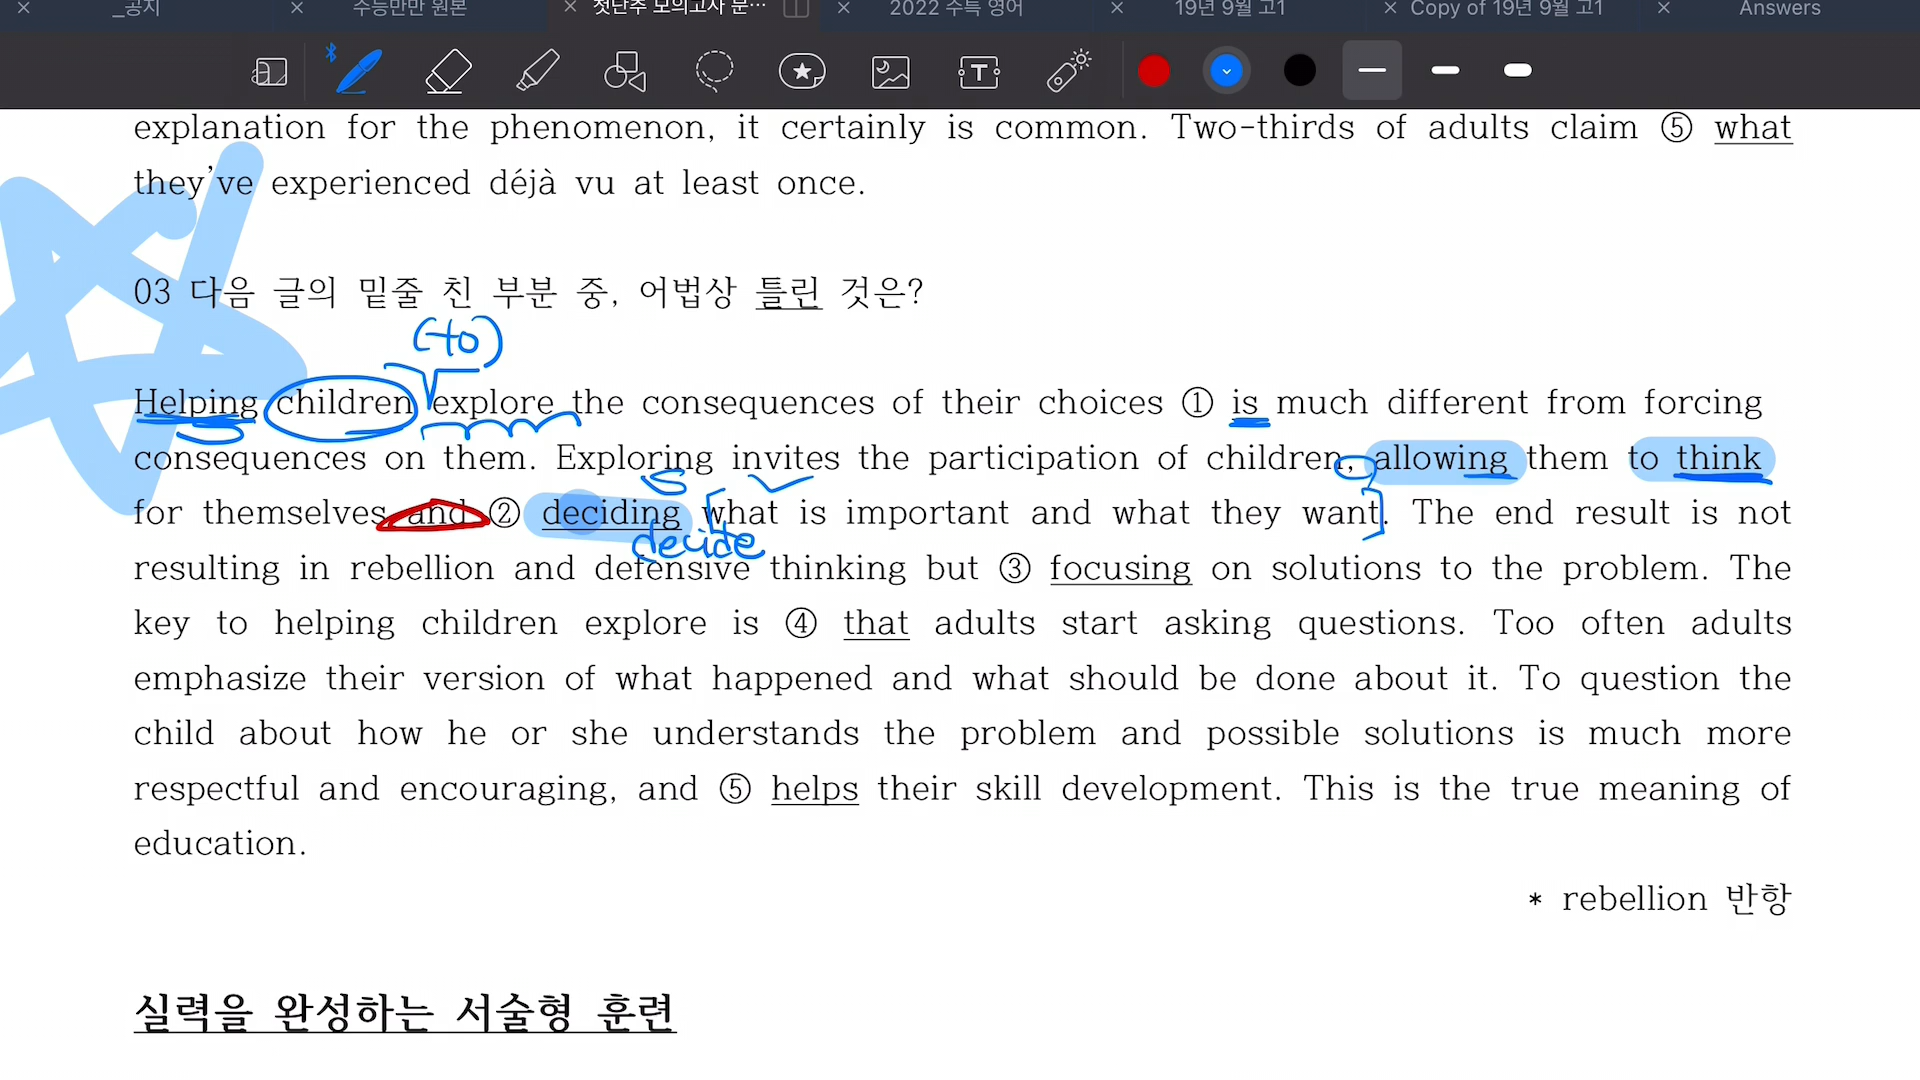 _공지
수능만만 원본
첫단추 모의고사 문…
2022 수특 영어
19년 9월 고1
Copy of 19년 9월 고1
Answers
explanation for the phenomenon, it certainly is common. Two-thirds of adults claim ⑤ what
they've experienced déjà vu at least once.
03 다음 글의 밑줄 친 부분 중, 어법상 틀린 것은?
(to)
Helping children explore the consequences of their choices ① is much different from forcing
consequences on them. Exploring invites the participation of children, allowing them to think
for themselves and ② deciding what is important and what they want. The end result is not
decide
resulting in rebellion and defensive thinking but ③ focusing on solutions to the problem. The
key to helping children explore is ④ that adults start asking questions. Too often adults
emphasize their version of what happened and what should be done about it. To question the
child about how he or she understands the problem and possible solutions is much more
respectful and encouraging, and ⑤ helps their skill development. This is the true meaning of
education.
* rebellion 반항
실력을 완성하는 서술형 훈련